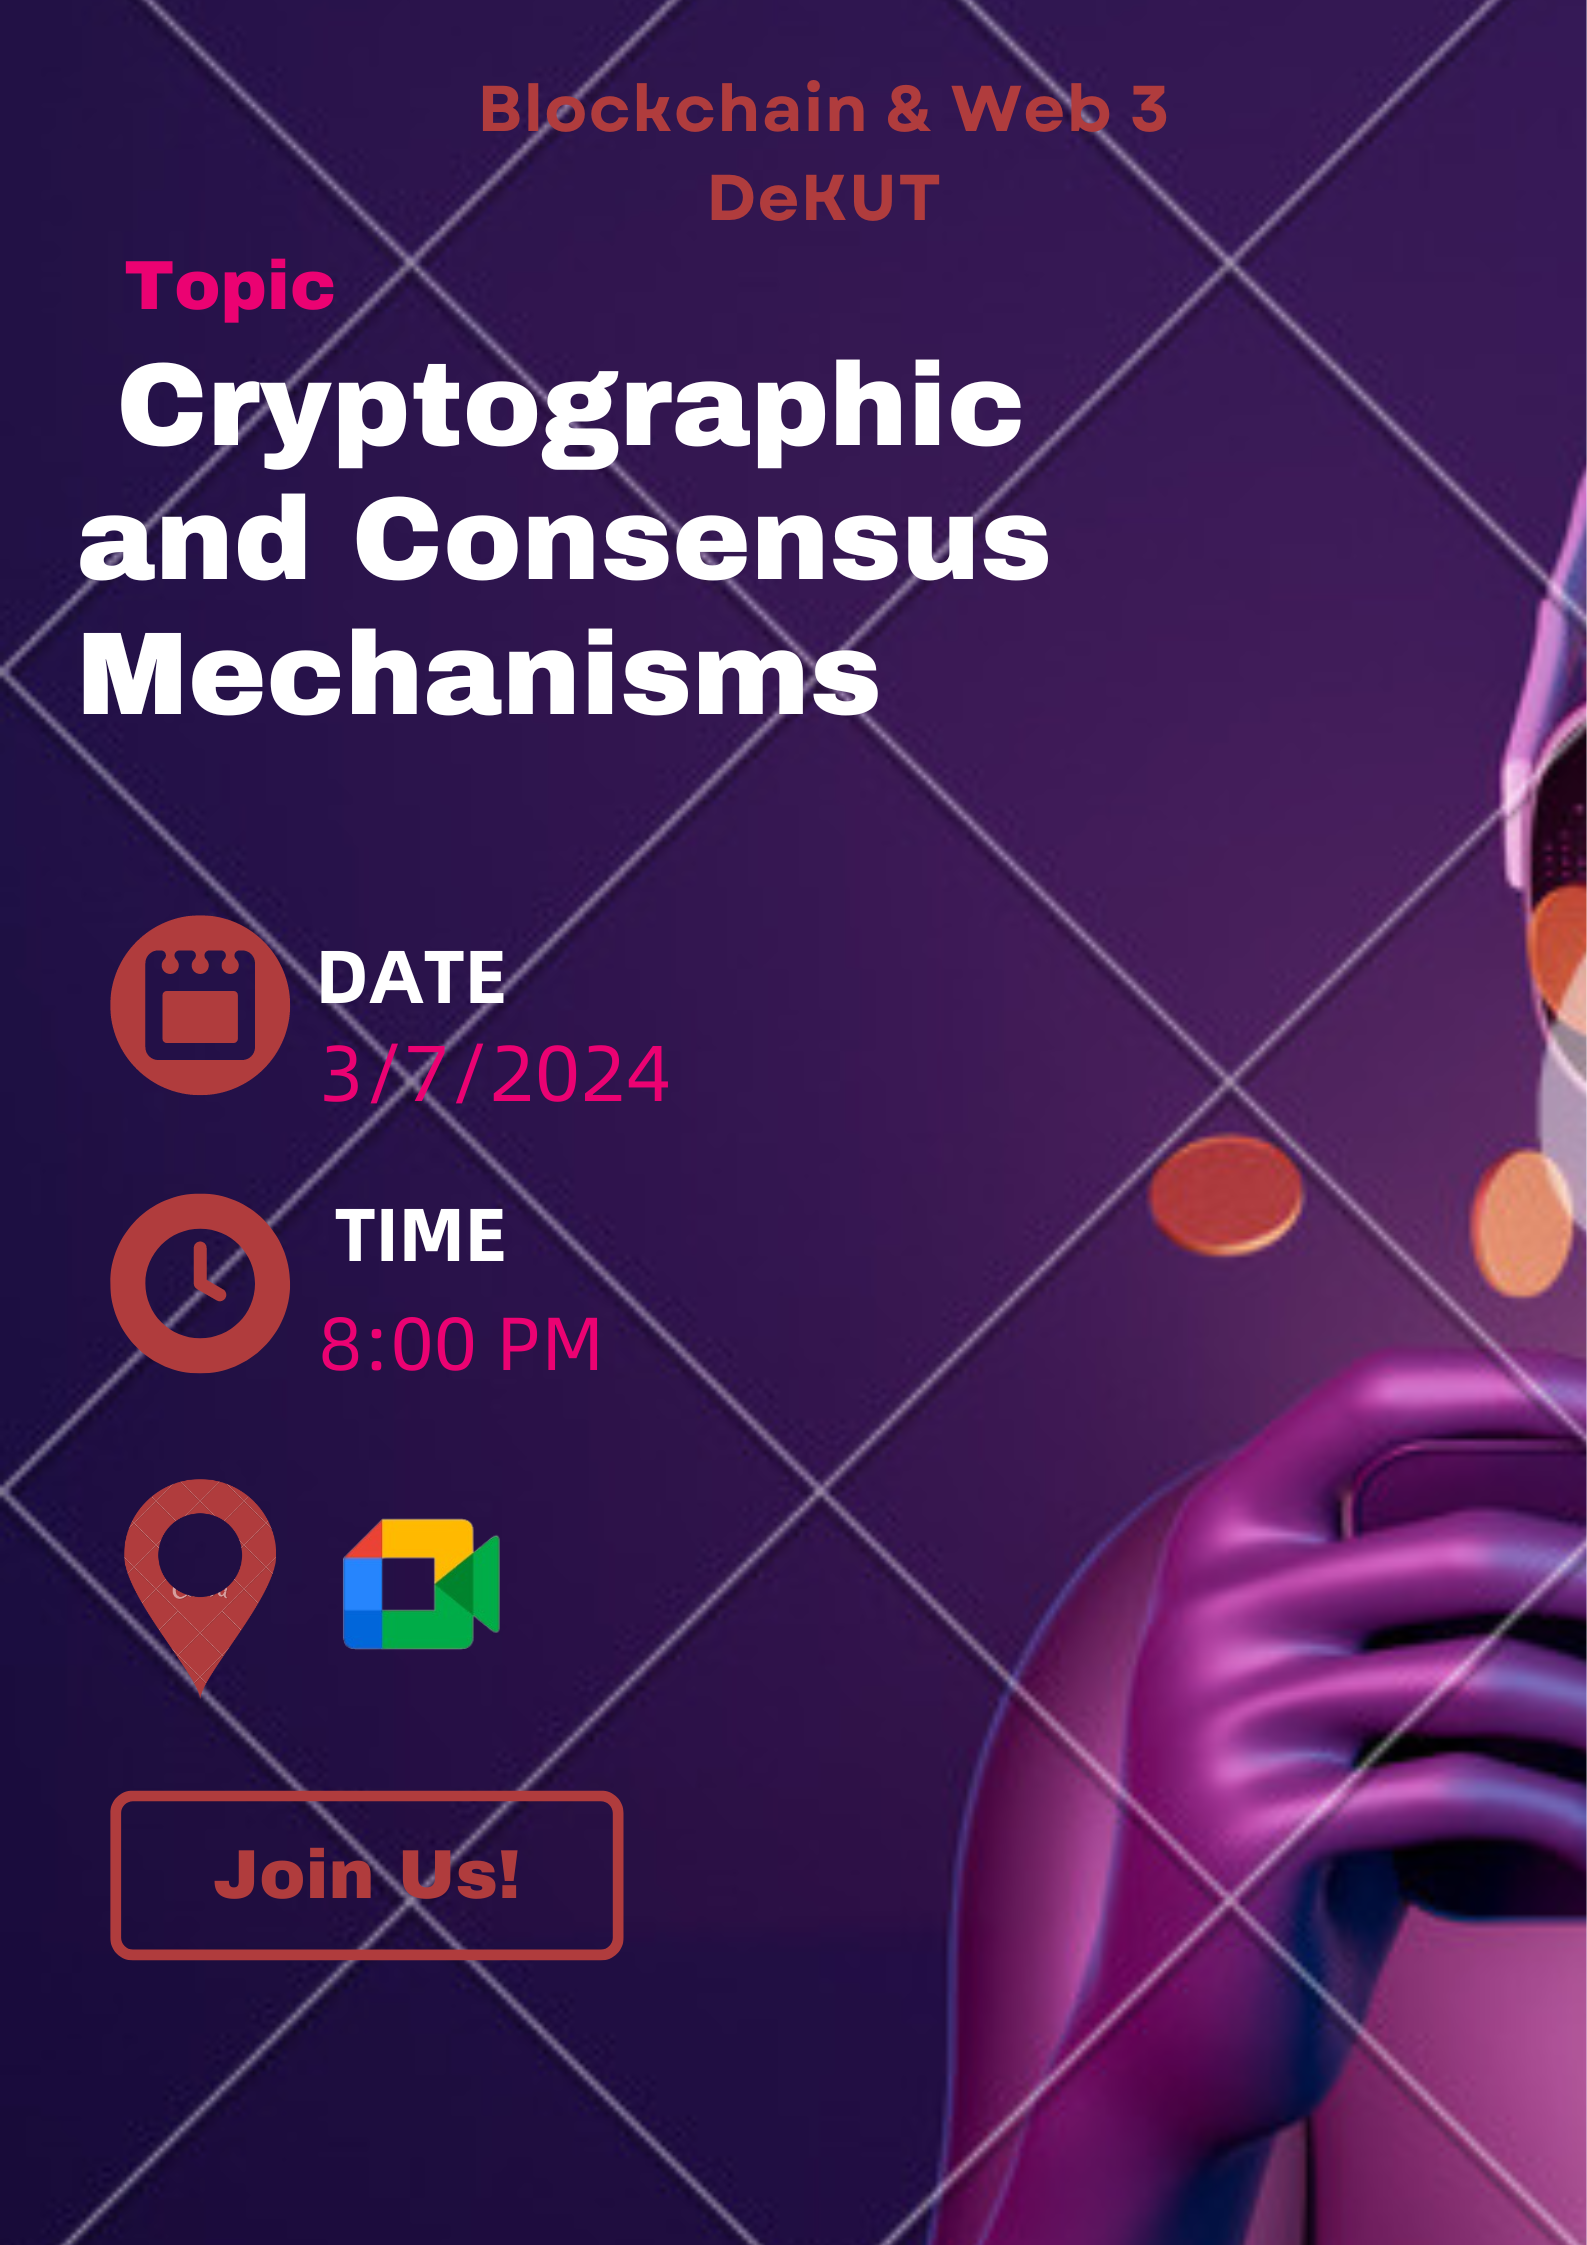 Blockchain & Web 3
DeKUT
Topic
Cryptographic
and Consensus
Mechanisms
DATE
3/7/2024
TIME
8:00 PM
Join Us!